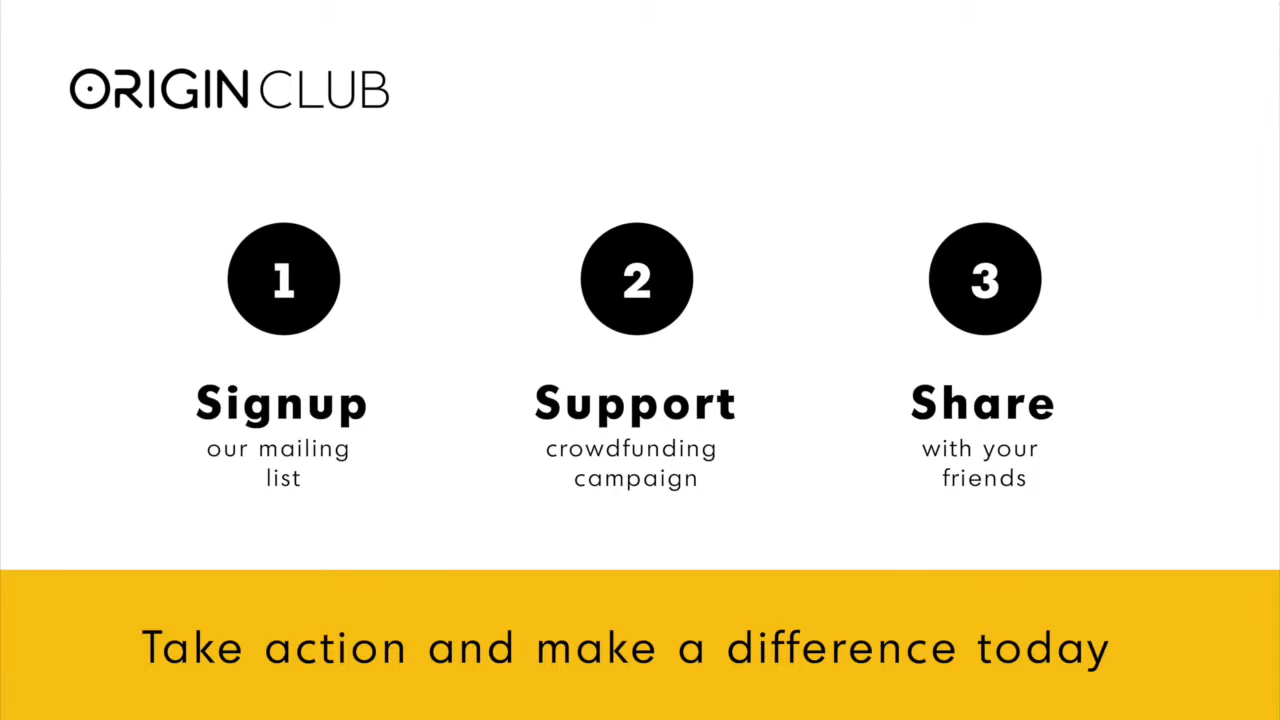 ORIGIN CLUB
1
2
3
Signup
our mailing
list
Support
crowdfunding
campaign
Share
with your
friends
Take action and make a difference today